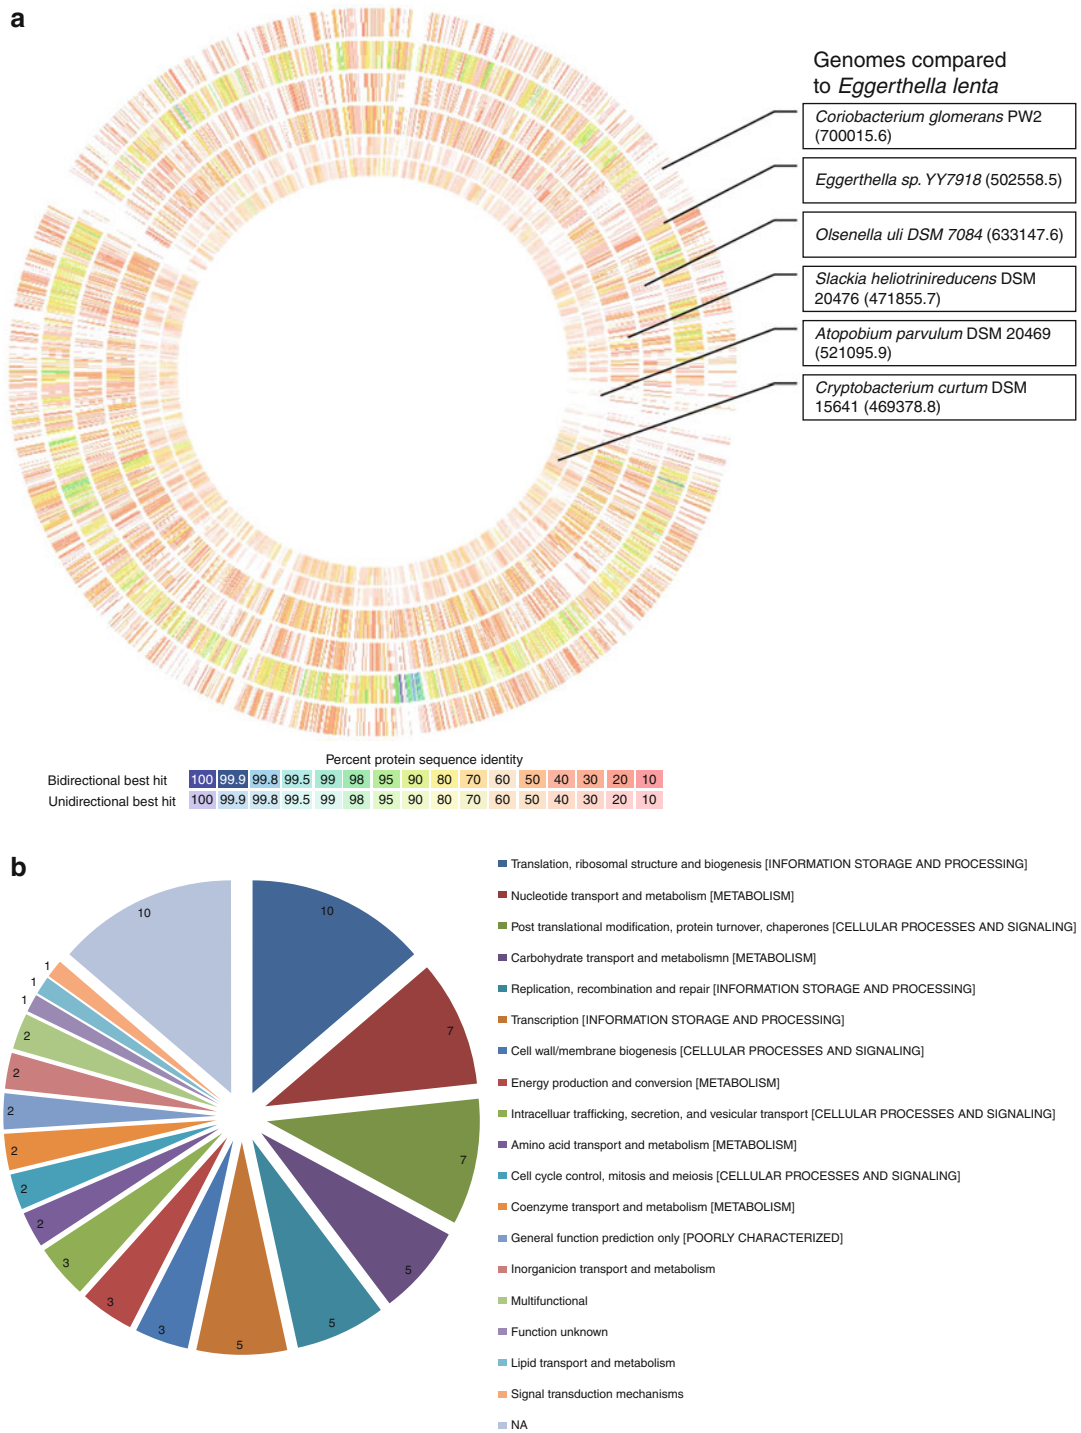 a
Genomes compared
to Eggerthella lenta
Coriobacterium glomerans PW2
(700015.6)
Eggerthella sp. YY7918 (502558.5)
Olsenella uli DSM 7084 (633147.6)
Slackia heliotrinireducens DSM
20476 (471855.7)
Atopobium parvulum DSM 20469
(521095.9)
Cryptobacterium curtum DSM
15641 (469378.8)
Percent protein sequence identity
Bidirectional best hit 100 99.9 99.8 99.5 99 98 95 90 80 70 60 50 40 30 20 10
Unidirectional best hit 100 99.9 99.8 99.5 99 98 95 90 80 70 60 50 40 30 20 10
b
10
7
7
5
5
5
3
3
3
2
2
2
2
2
2
1
1
1
10
Translation, ribosomal structure and biogenesis [INFORMATION STORAGE AND PROCESSING]
Nucleotide transport and metabolism [METABOLISM]
Post translational modification, protein turnover, chaperones [CELLULAR PROCESSES AND SIGNALING]
Carbohydrate transport and metabolismn [METABOLISM]
Replication, recombination and repair [INFORMATION STORAGE AND PROCESSING]
Transcription [INFORMATION STORAGE AND PROCESSING]
Cell wall/membrane biogenesis [CELLULAR PROCESSES AND SIGNALING]
Energy production and conversion [METABOLISM]
Intracelluar trafficking, secretion, and vesicular transport [CELLULAR PROCESSES AND SIGNALING]
Amino acid transport and metabolism [METABOLISM]
Cell cycle control, mitosis and meiosis [CELLULAR PROCESSES AND SIGNALING]
Coenzyme transport and metabolism [METABOLISM]
General function prediction only [POORLY CHARACTERIZED]
Inorganicion transport and metabolism
Multifunctional
Function unknown
Lipid transport and metabolism
Signal transduction mechanisms
NA